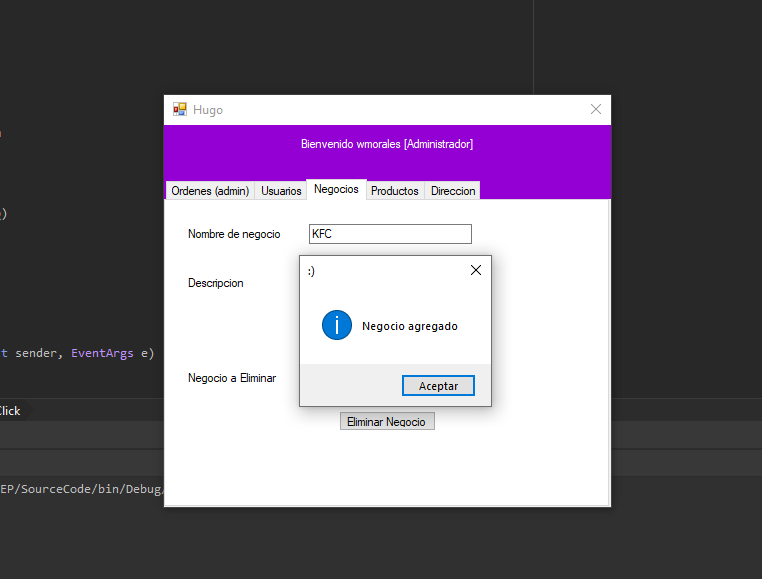 Hugo
Bienvenido wmorales [Administrador]
Ordenes (admin) Usuarios Negocios Productos Direccion
)
Nombre de negocio KFC
:)
Descripcion
Negocio agregado
t sender, EventArgs e)
Negocio a Eliminar
Aceptar
Click
Eliminar Negocio
EP/SourceCode/bin/Debug/